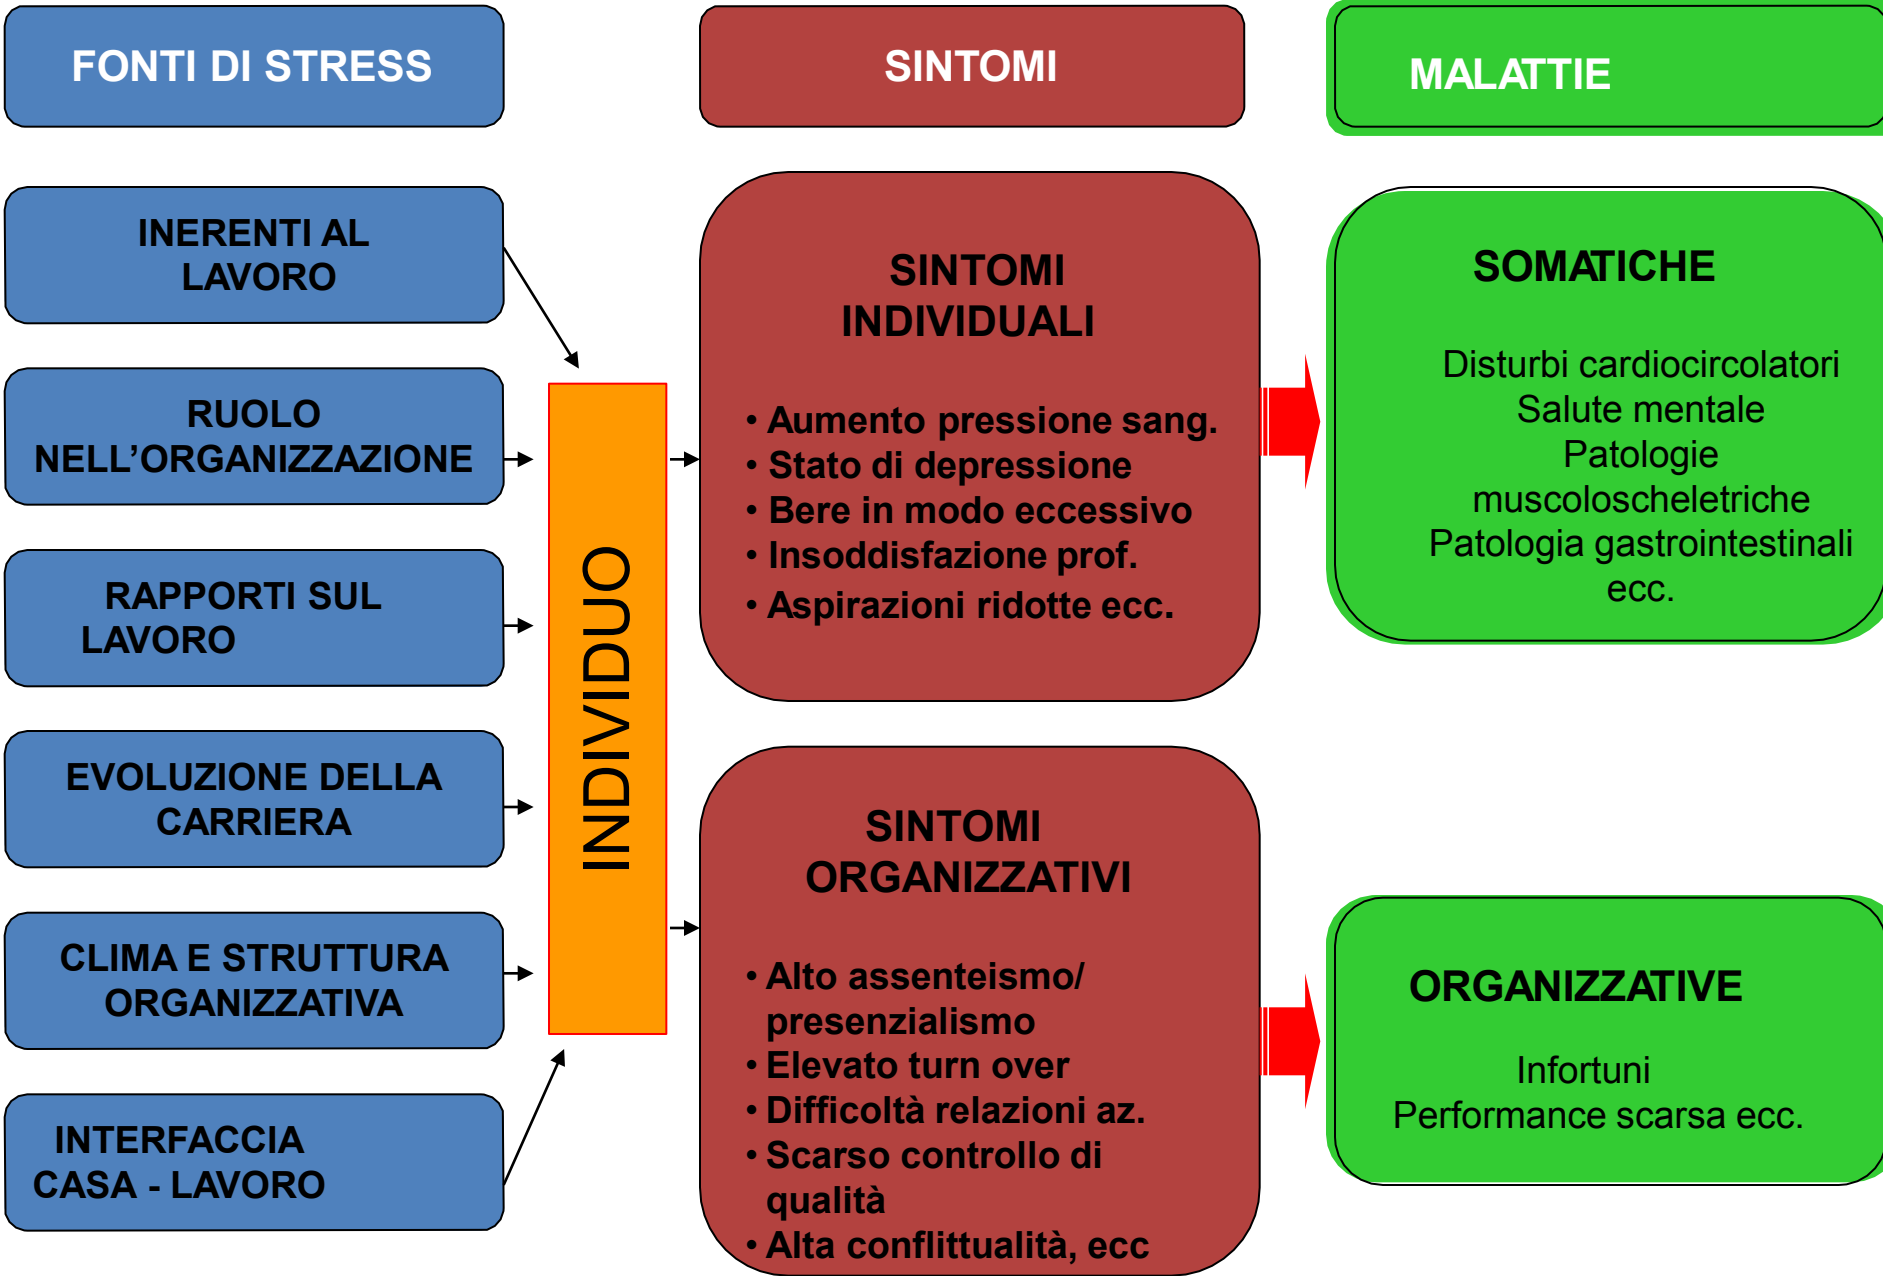 FONTI DI STRESS
INERENTI AL
LAVORO
RUOLO
NELL’ORGANIZZAZIONE
RAPPORTI SUL
LAVORO
EVOLUZIONE DELLA
CARRIERA
CLIMA E STRUTTURA
ORGANIZZATIVA
INTERFACCIA
CASA - LAVORO
INDIVIDUO
SINTOMI
SINTOMI
INDIVIDUALI
• Aumento pressione sang.
• Stato di depressione
• Bere in modo eccessivo
• Insoddisfazione prof.
• Aspirazioni ridotte ecc.
SINTOMI
ORGANIZZATIVI
• Alto assenteismo/
presenzialismo
• Elevato turn over
• Difficoltà relazioni az.
• Scarso controllo di
qualità
• Alta conflittualità, ecc
MALATTIE
SOMATICHE
Disturbi cardiocircolatori
Salute mentale
Patologie
muscoloscheletriche
Patologia gastrointestinali
ecc.
ORGANIZZATIVE
Infortuni
Performance scarsa ecc.